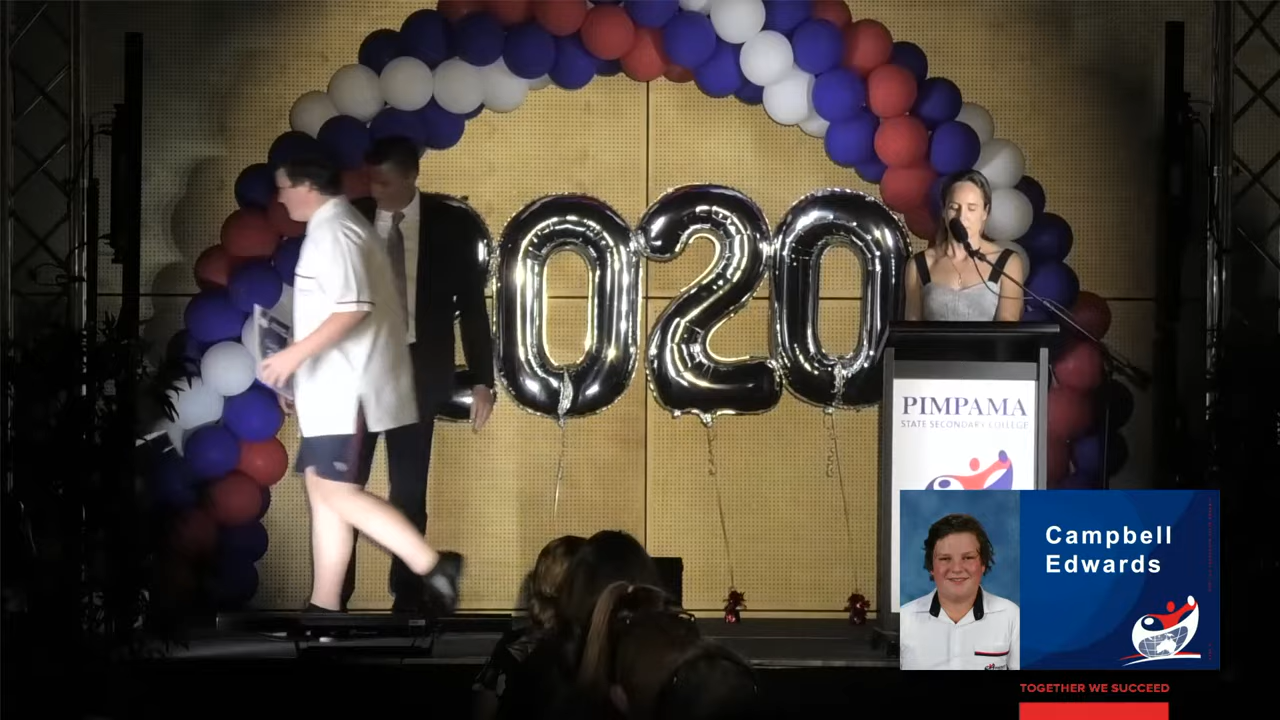 2020
PIMPAMA
STATE SECONDARY COLLEGE
Campbell
Edwards
TOGETHER WE SUCCEED